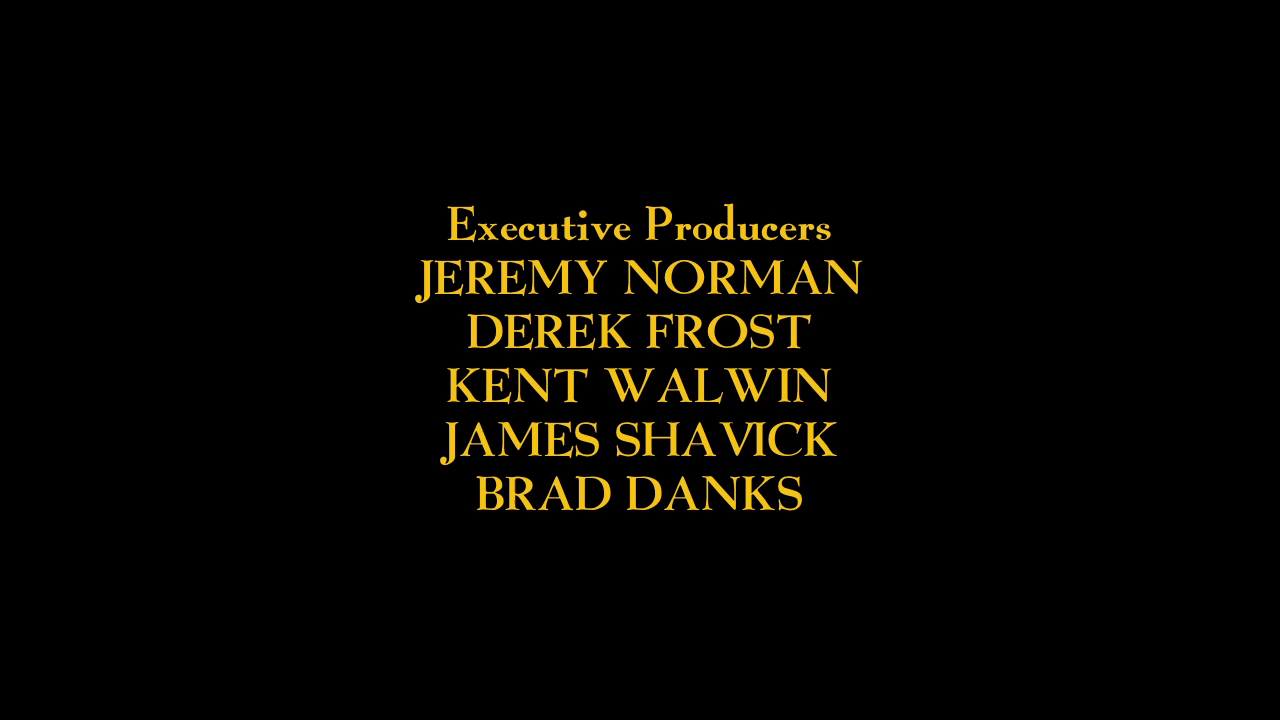 Executive Producers
JEREMY NORMAN
DEREK FROST
KENT WALWIN
JAMES SHAVICK
BRAD DANKS